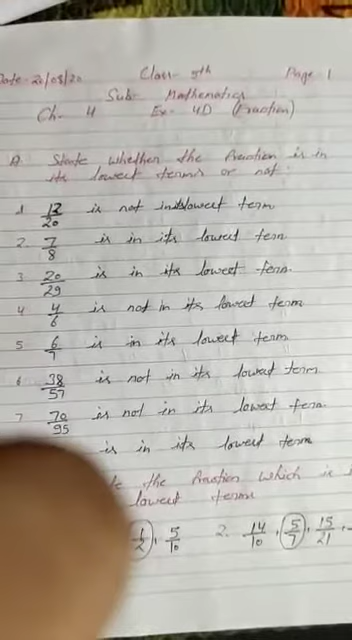 Date- 20/08/20 Class- 5th Page 1
Sub- Mathematics
Ch- 4 Ex- 4D (Fraction)
A State whether the Fraction is in
its lowest terms or not.
1 12/20 is not in its lowest term
2. 7/8 is in its lowest term
3 20/29 is in its lowest term.
4 4/6 is not in its lowest term
5 6/7 is in its lowest term
6 38/57 is not in its lowest term
7 70/95 is not in its lowest term
is in its lowest term
the Fraction which is
lowest terms
1/2, 5/10 2. 14/10, 5/7, 15/21,